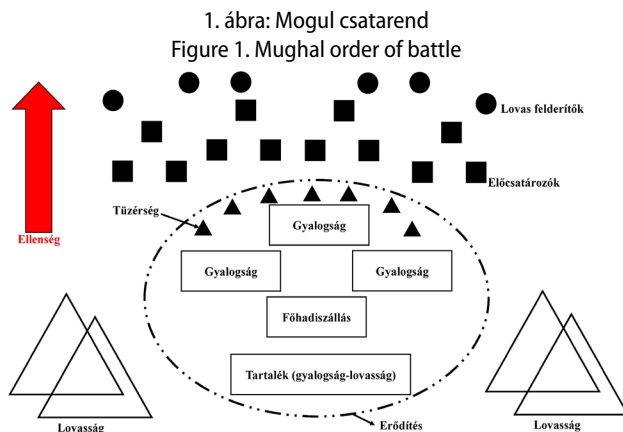 1. ábra: Mogul csatarend
Figure 1. Mughal order of battle
Lovas felderítők
Előcsatározók
Tüzérség
Gyalogság
Ellenség
Gyalogság
Gyalogság
Főhadiszállás
Tartalék (gyalogság-lovasság)
Lovasság
Erődítés
Lovasság